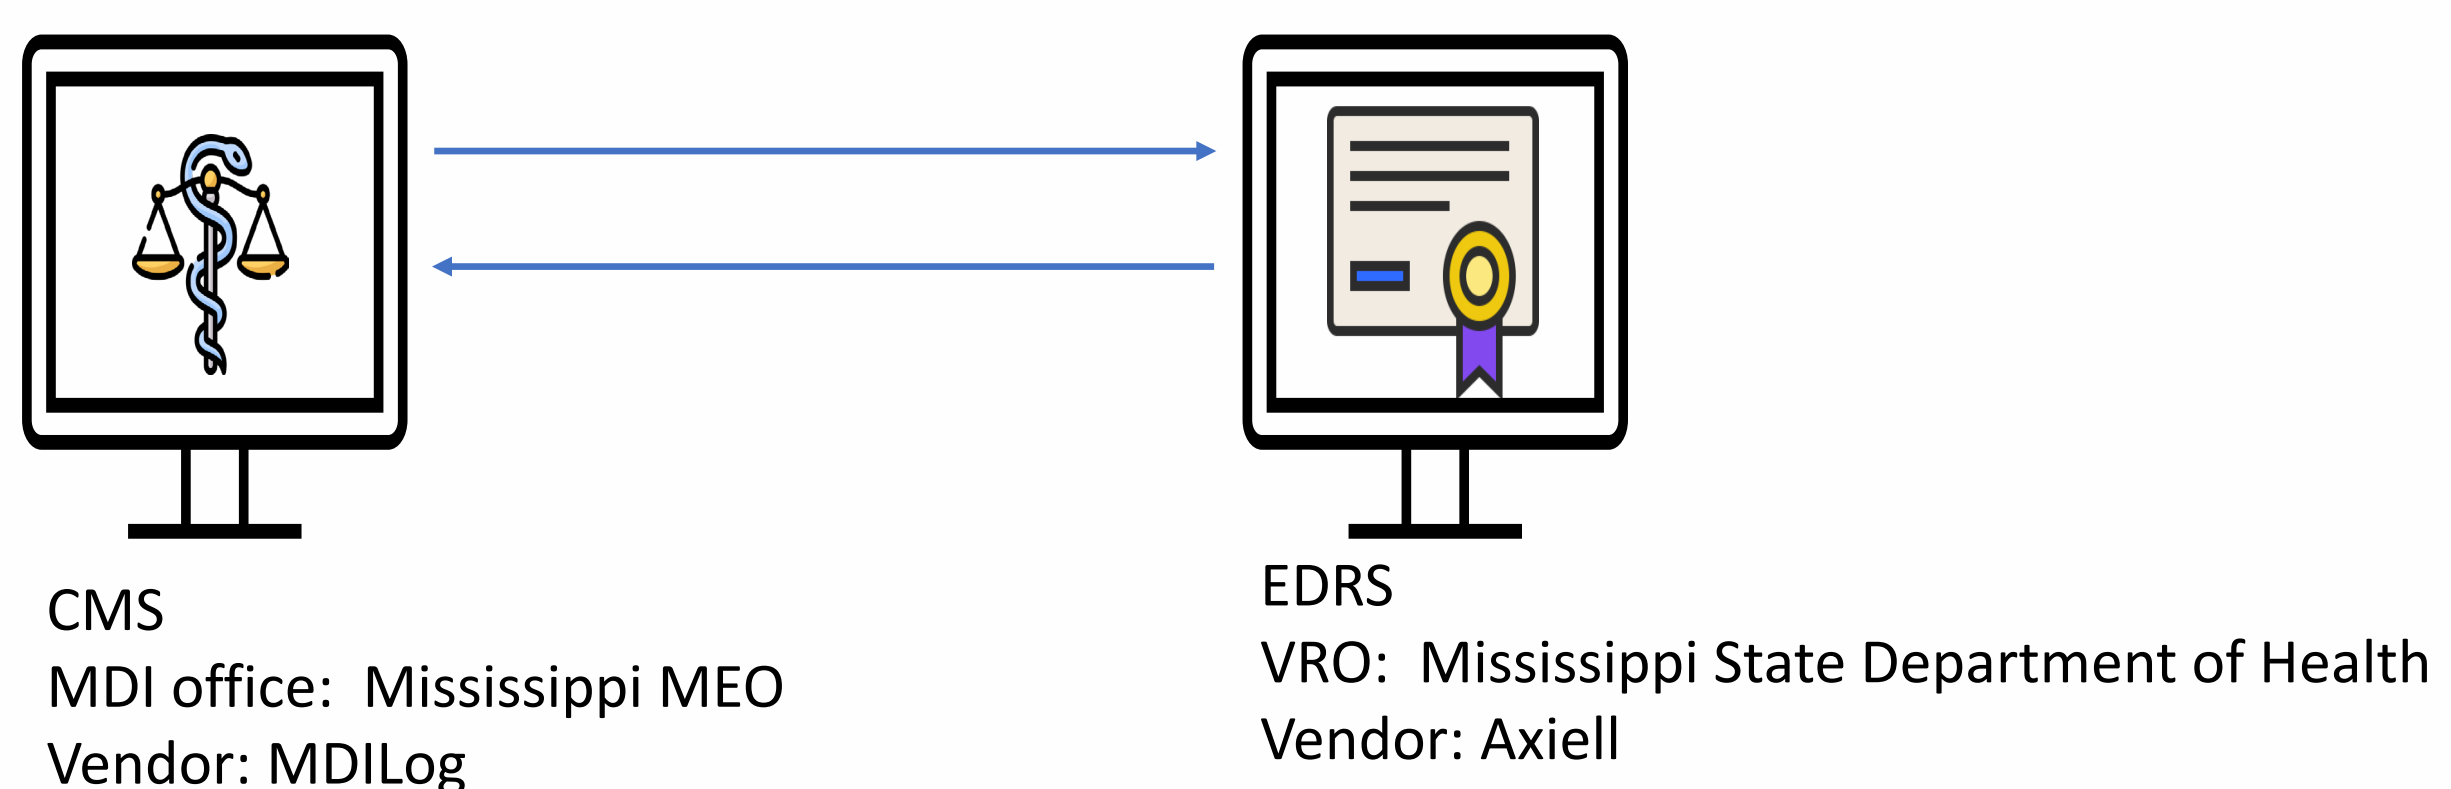 CMS
MDI office:  Mississippi MEO
Vendor: MDILog
EDRS
VRO:  Mississippi State Department of Health
Vendor: Axiell